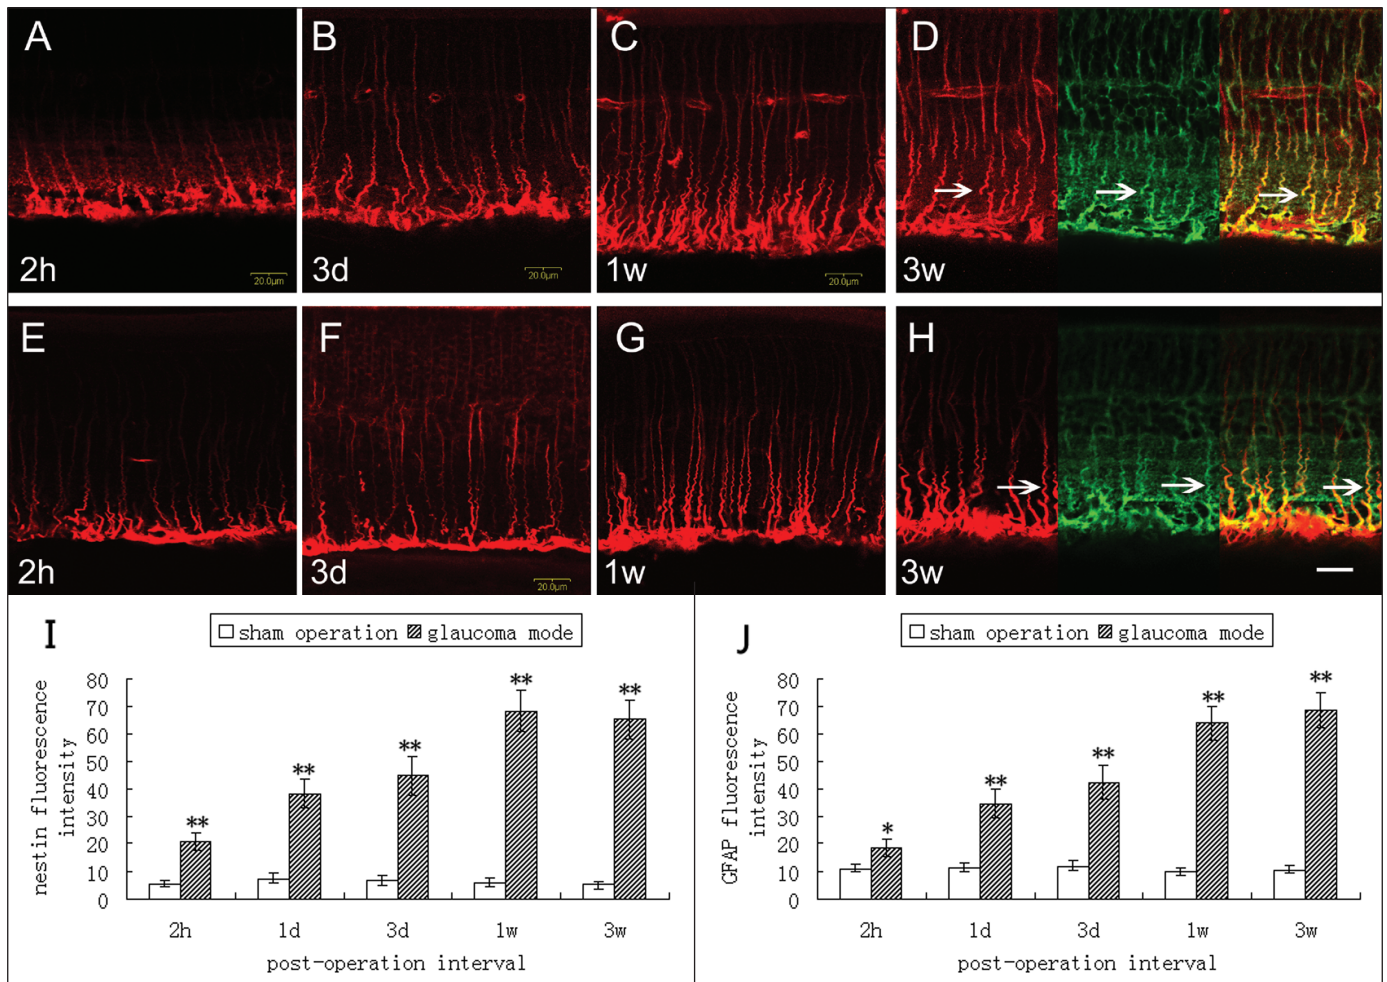 A
B
C
D
2h
20.0μm
3d
20.0μm
1w
20.0μm
3w
E
F
G
H
2h
3d
20.0μm
1w
3w
I
sham operation glaucoma mode
nestin fluorescence
intensity
80
70
60
50
40
30
20
10
0
** ** ** ** **
2h 1d 3d 1w 3w
post-operation interval
J
sham operation glaucoma mode
GFAP fluorescence
intensity
80
70
60
50
40
30
20
10
0
* ** ** ** **
2h 1d 3d 1w 3w
post-operation interval